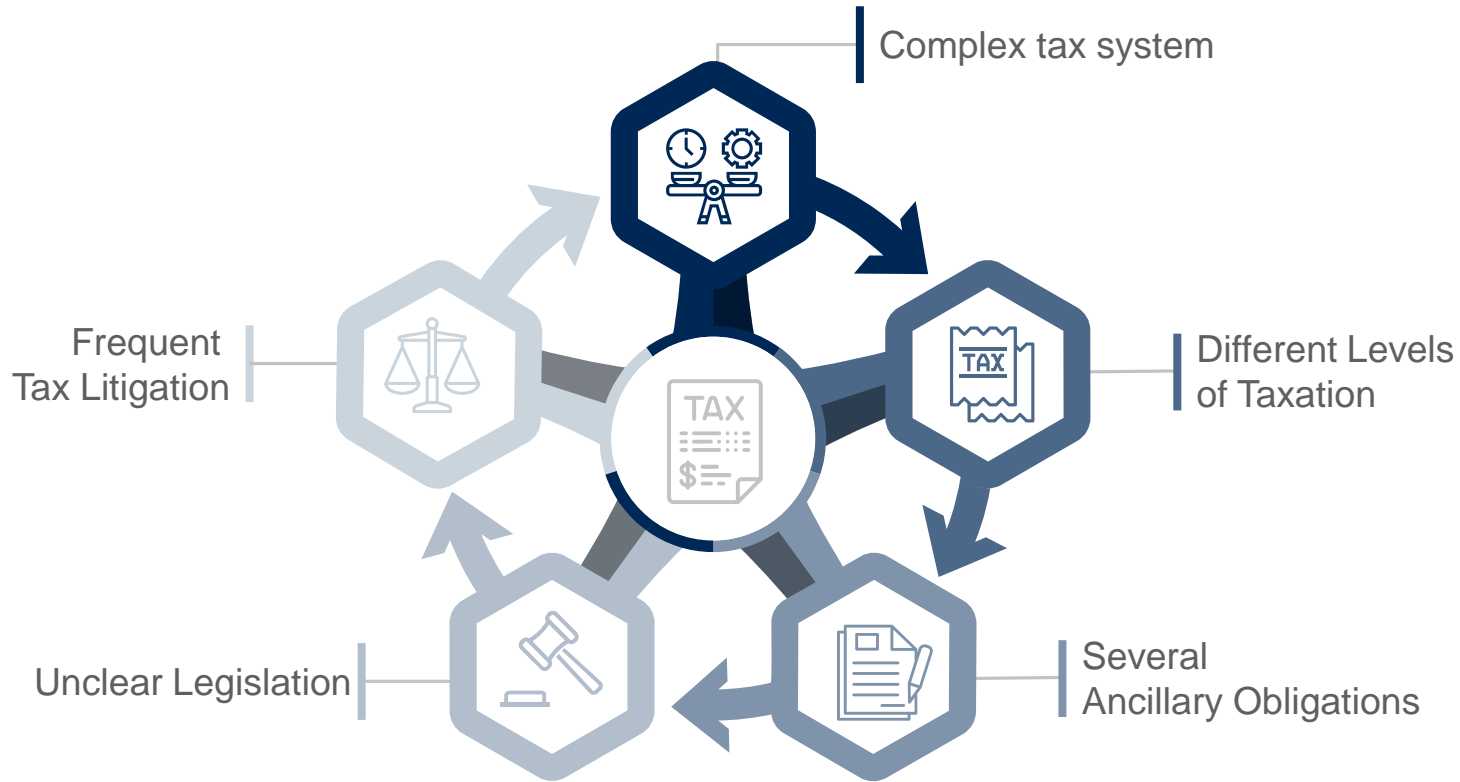 Complex tax system
Different Levels
of Taxation
TAX
Several
Ancillary Obligations
Unclear Legislation
Frequent
Tax Litigation
TAX
$